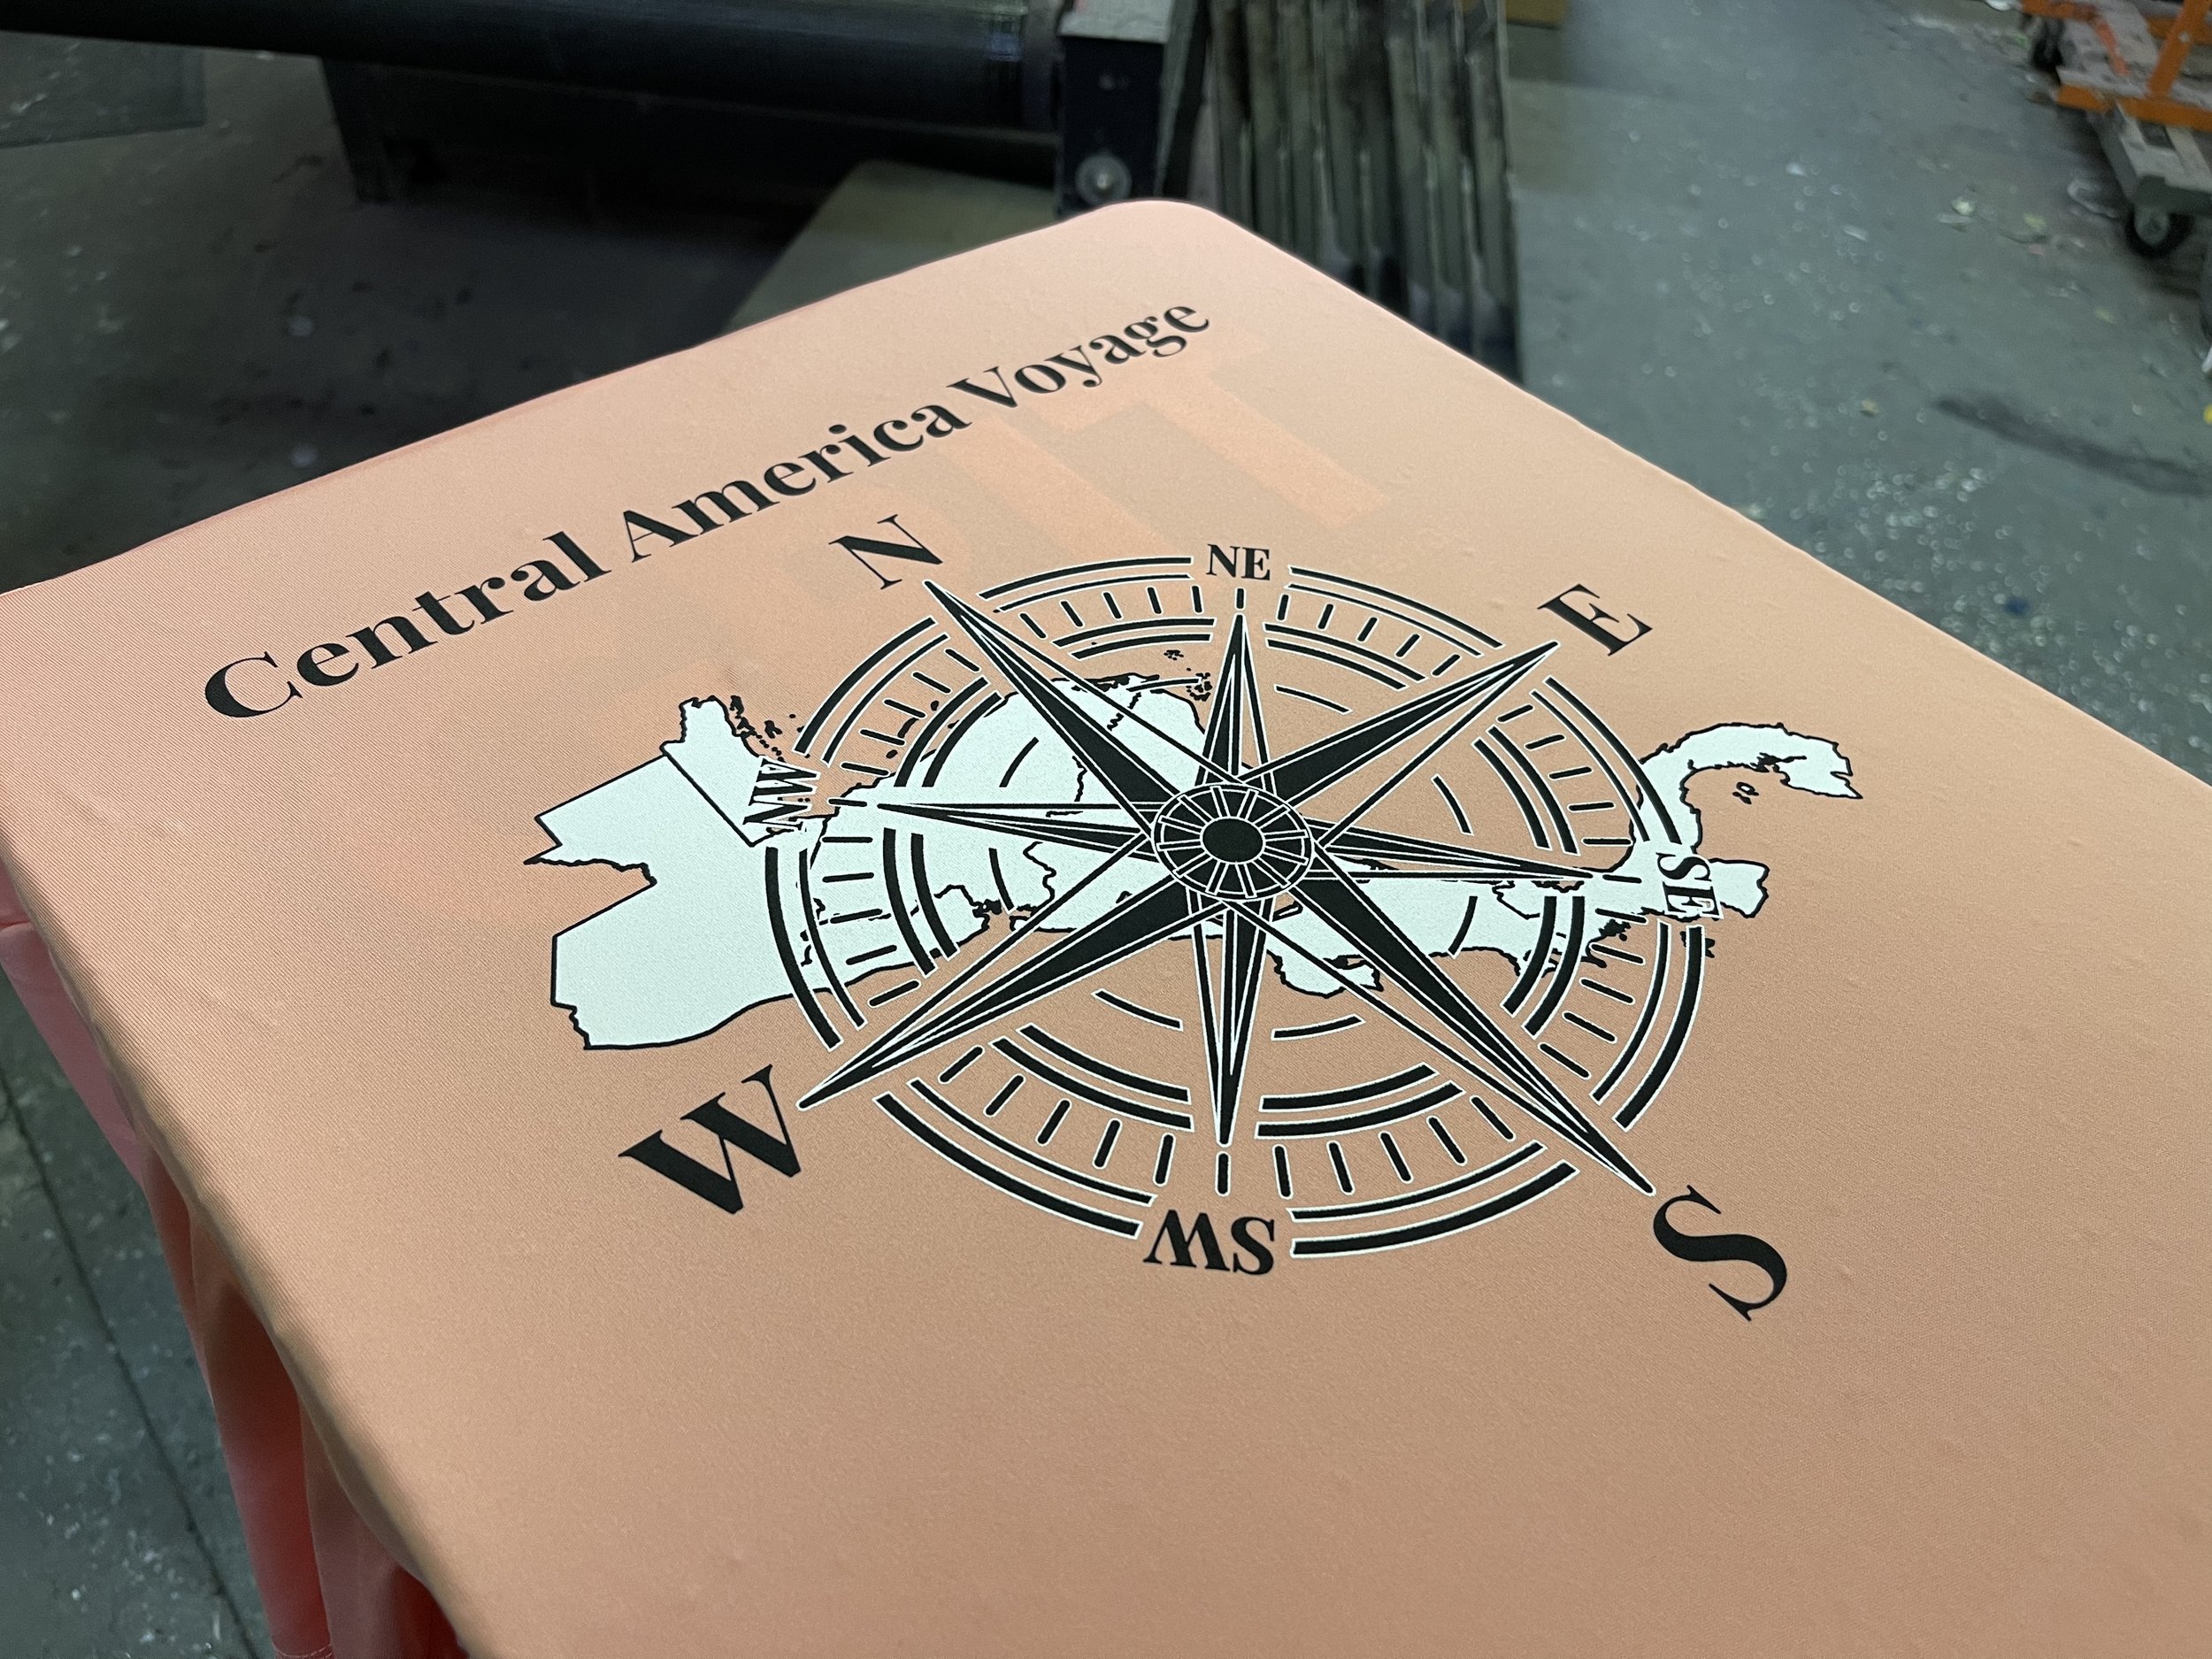 Central America Voyage
N
NE
E
NW
SE
W
SW
S